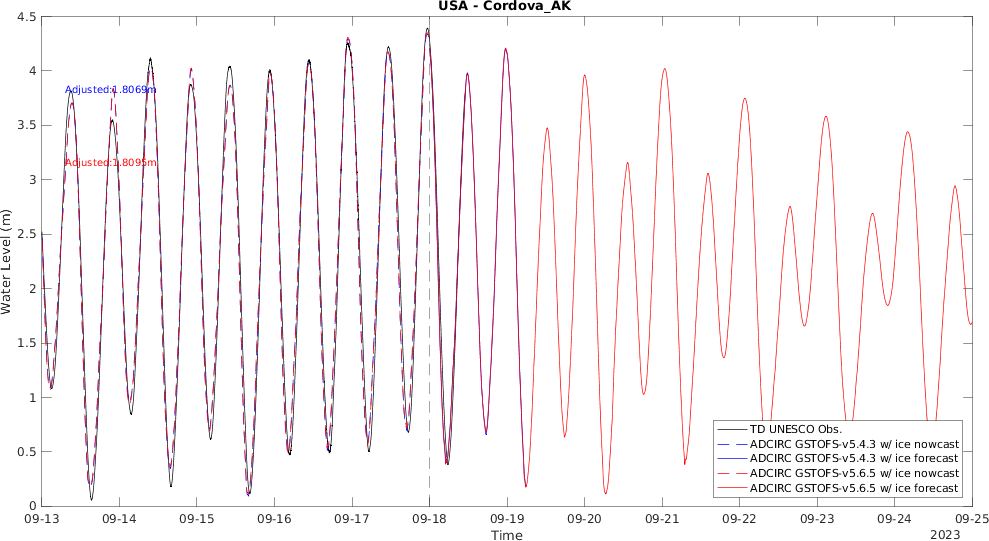 USA - Cordova_AK
4.5
4
3.5
3
2.5
2
1.5
1
0.5
0
Water Level (m)
Adjusted:1.8069m
Adjusted:1.8095m
TD UNESCO Obs.
ADCIRC GSTOFS-v5.4.3 w/ ice nowcast
ADCIRC GSTOFS-v5.4.3 w/ ice forecast
ADCIRC GSTOFS-v5.6.5 w/ ice nowcast
ADCIRC GSTOFS-v5.6.5 w/ ice forecast
09-13 09-14 09-15 09-16 09-17 09-18 09-19 09-20 09-21 09-22 09-23 09-24 09-25
Time
2023